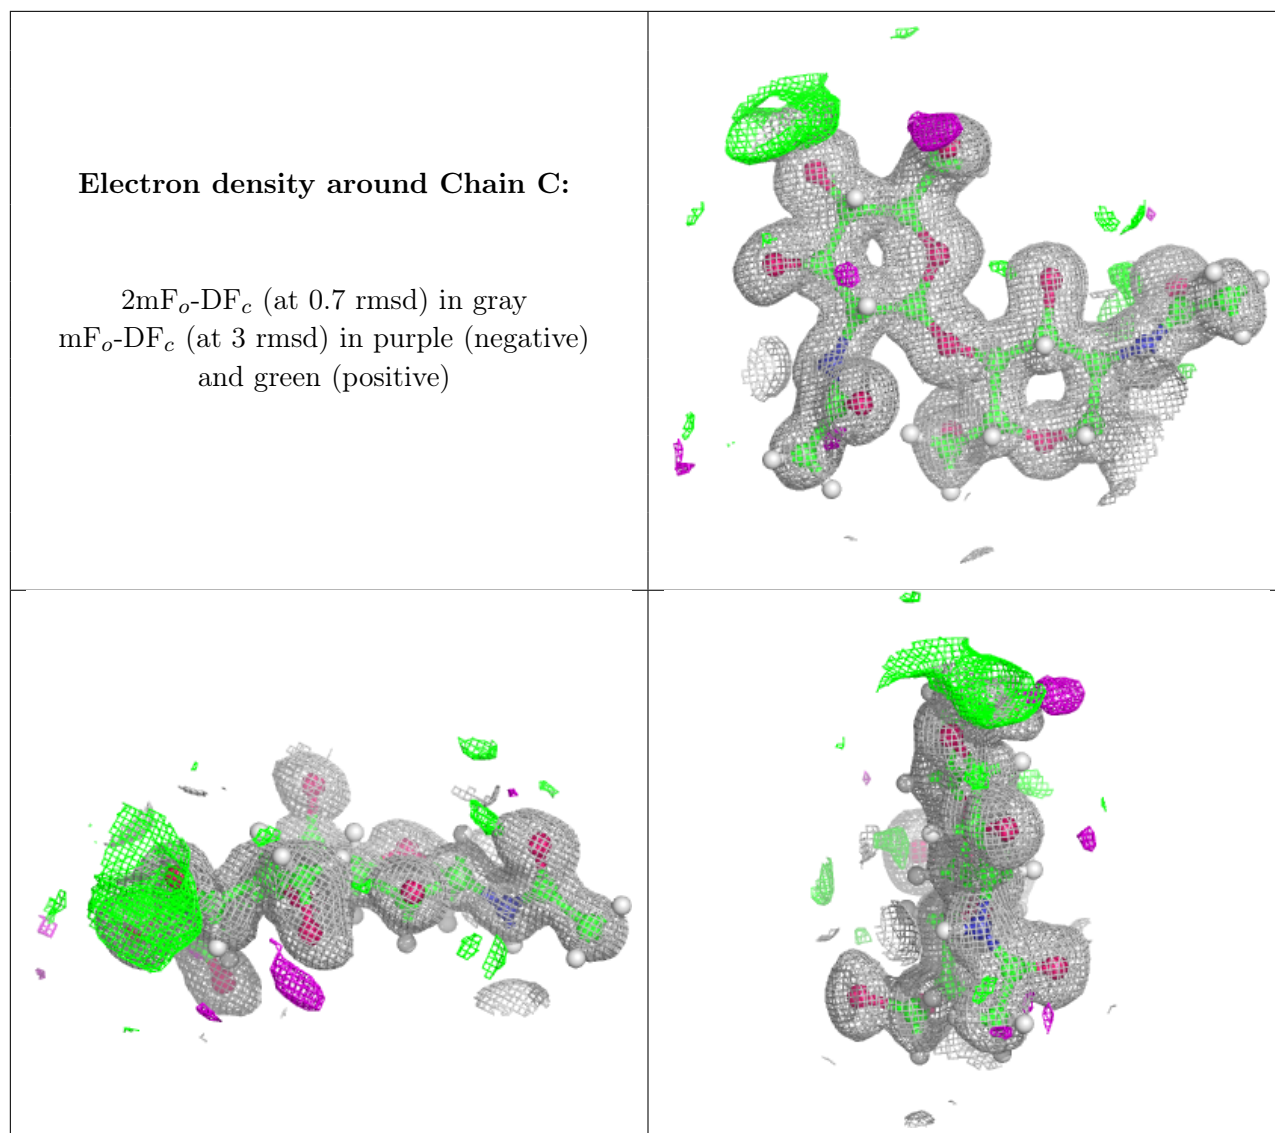 Electron density around Chain C:
2mFo-DFc (at 0.7 rmsd) in gray
mFo-DFc (at 3 rmsd) in purple (negative)
and green (positive)